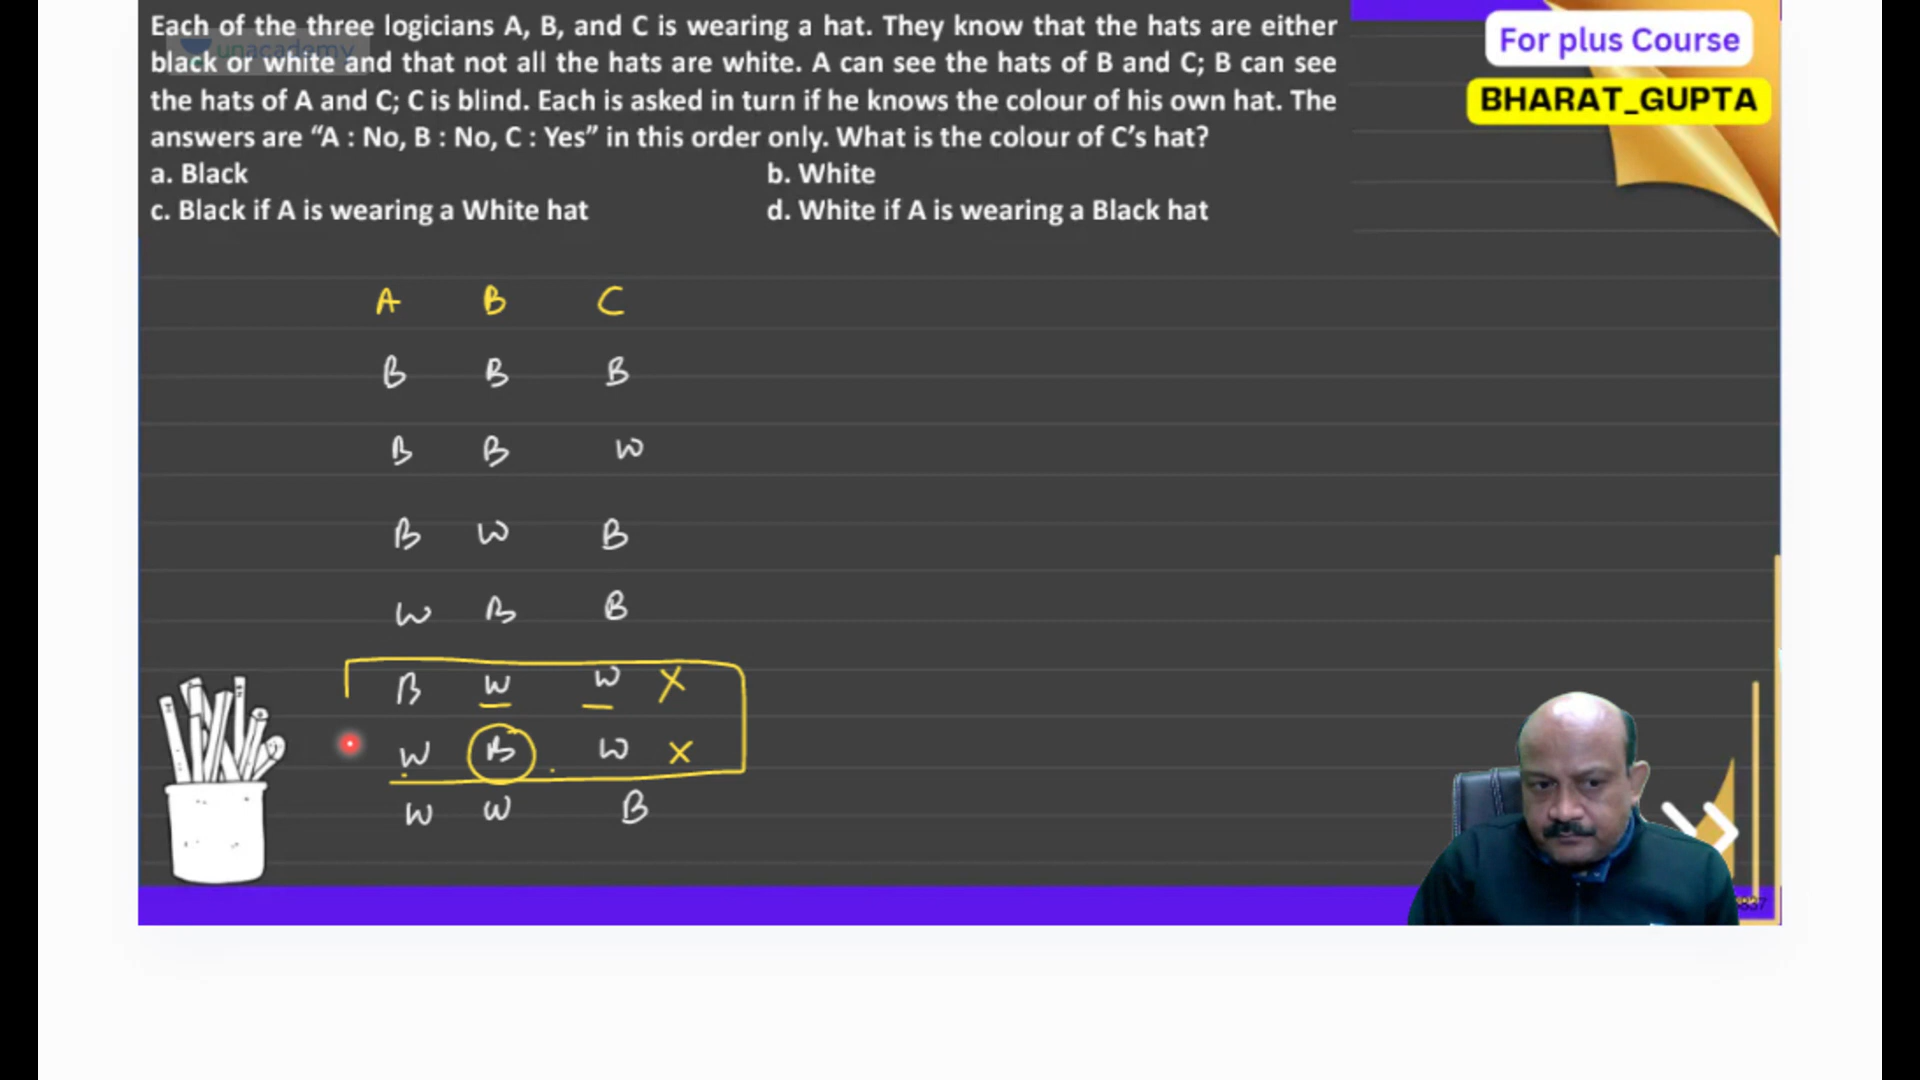 Each of the three logicians A, B, and C is wearing a hat. They know that the hats are either
unacademy
black or white and that not all the hats are white. A can see the hats of B and C; B can see
the hats of A and C; C is blind. Each is asked in turn if he knows the colour of his own hat. The
answers are “A : No, B : No, C : Yes” in this order only. What is the colour of C’s hat?
a. Black b. White
c. Black if A is wearing a White hat d. White if A is wearing a Black hat
For plus Course
BHARAT_GUPTA
A B C
B B B
B B W
B W B
W B B
B W W X
W B W X
W W B